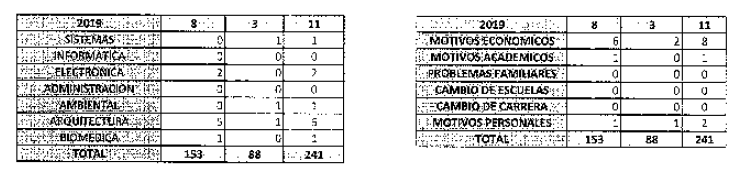 2019 8 3 11
SISTEMAS 0 1 1
INFORMATICA 0 0 0
ELECTRONICA 2 0 2
ADMINISTRACION 0 0 0
AMBIENTAL 0 1 1
ARQUITECTURA 5 1 6
BIOMEDICA 1 0 1
TOTAL 153 88 241
2019 8 3 11
MOTIVOS ECONOMICOS 6 2 8
MOTIVOS ACADEMICOS 1 0 1
PROBLEMAS FAMILIARES 0 0 0
CAMBIO DE ESCUELAS 0 0 0
CAMBIO DE CARRERA 0 0 0
MOTIVOS PERSONALES 1 1 2
TOTAL 153 88 241